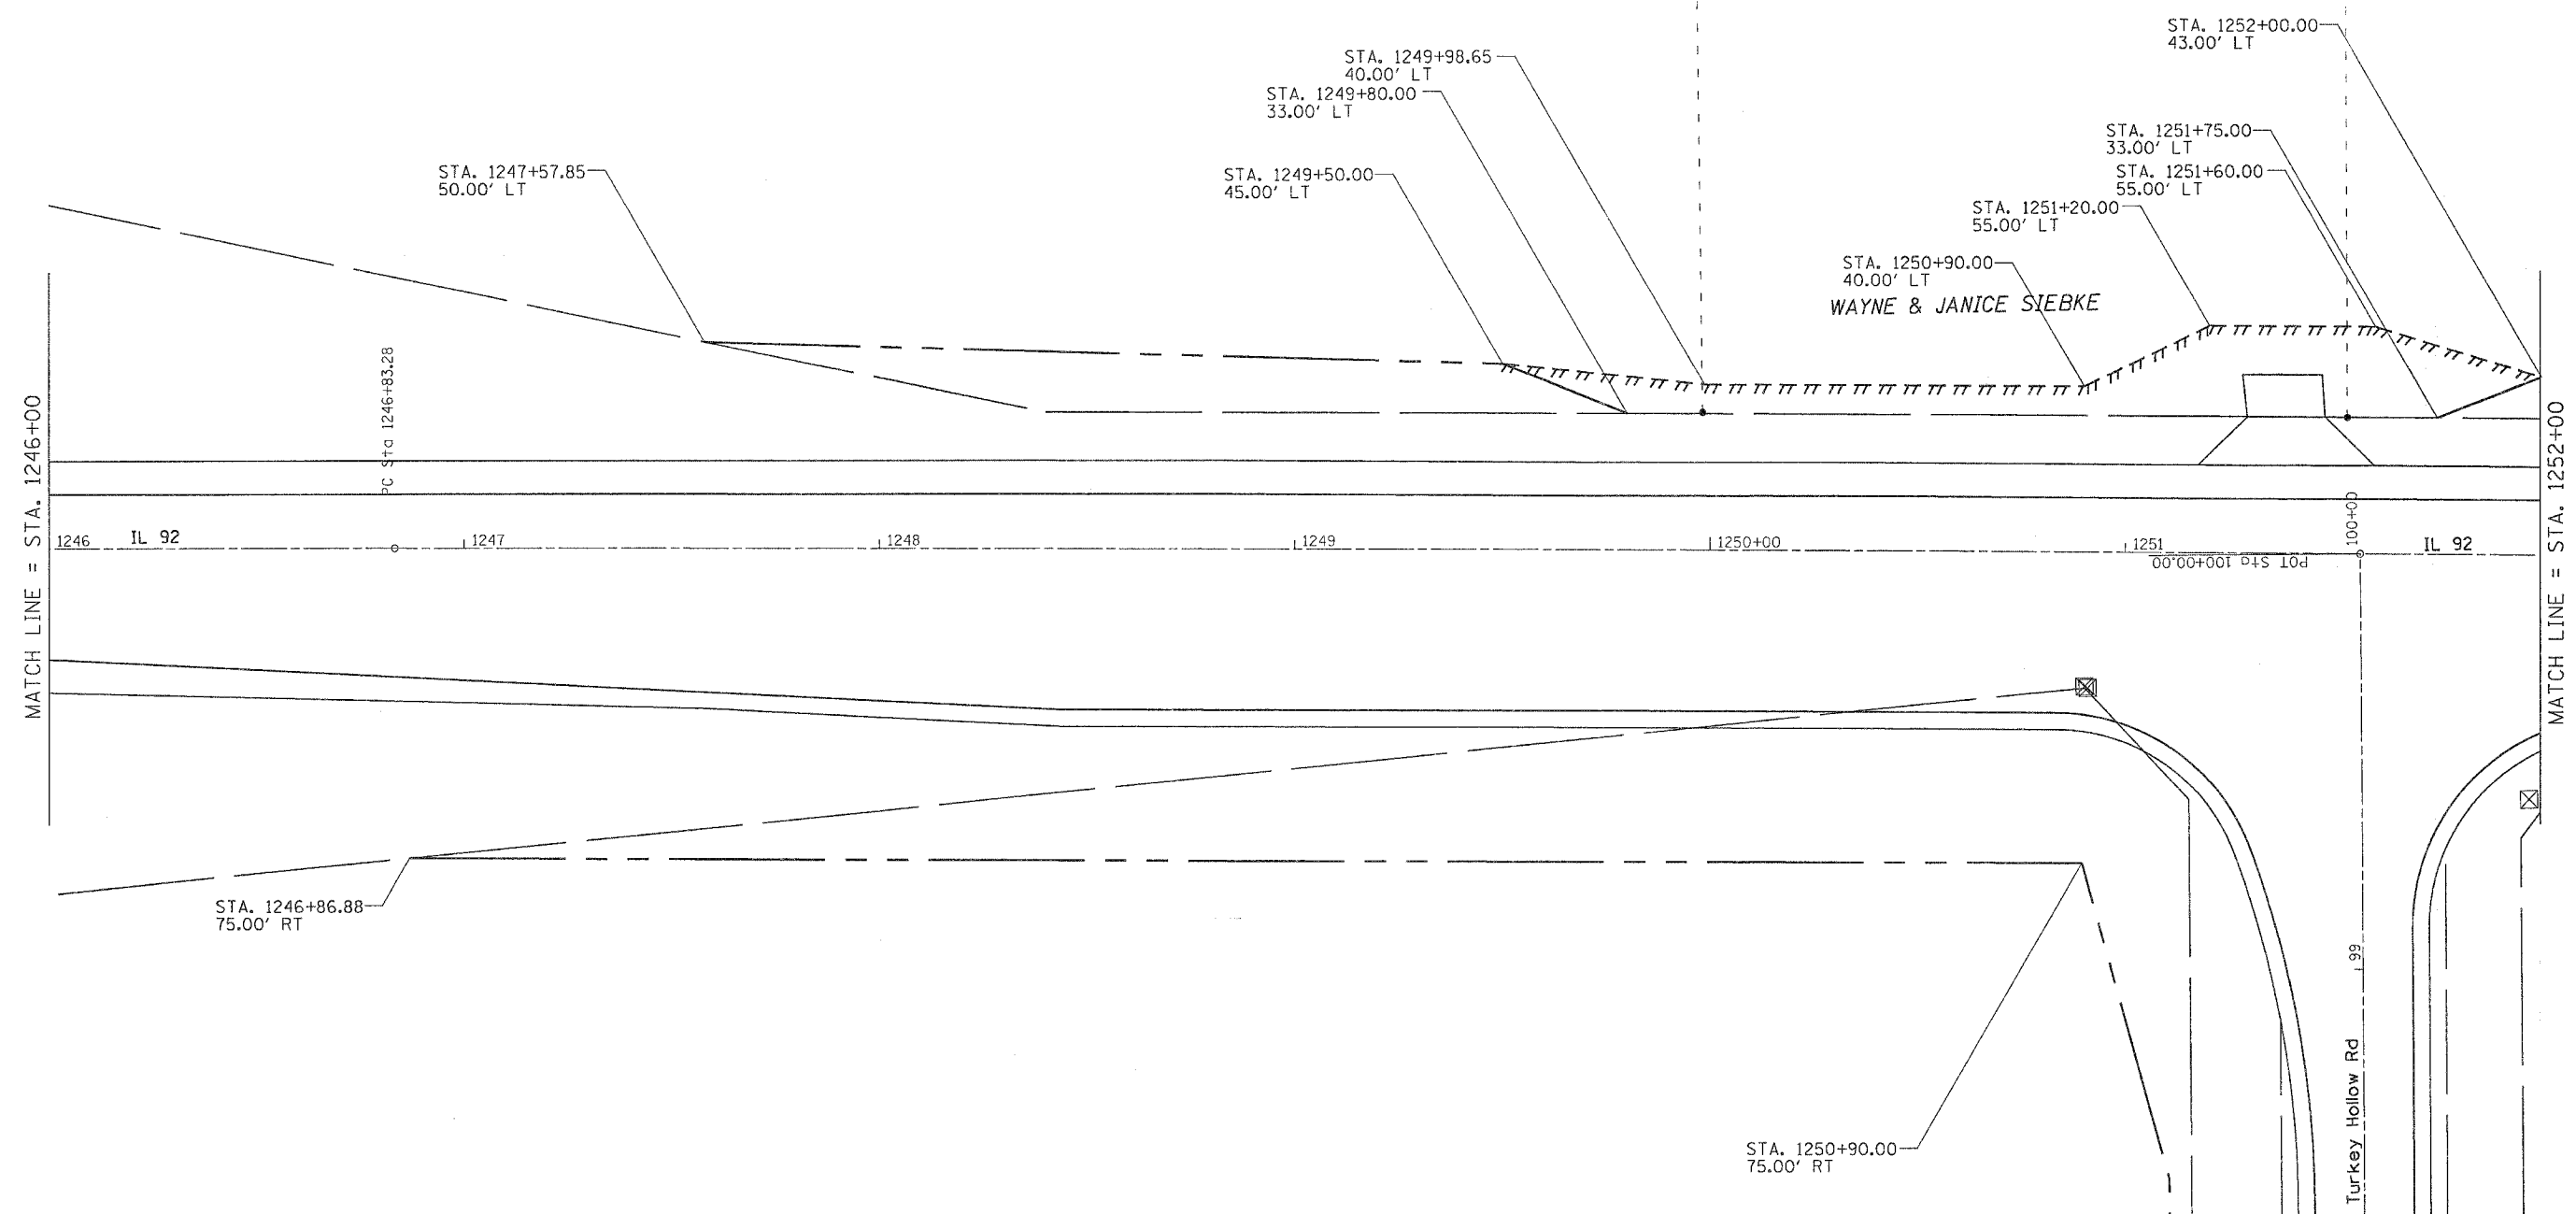 STA. 1252+00.00
43.00' LT
STA. 1249+98.65
40.00' LT
STA. 1249+80.00
33.00' LT
STA. 1251+75.00
33.00' LT
STA. 1247+57.85
50.00' LT
STA. 1249+50.00
45.00' LT
STA. 1251+60.00
55.00' LT
STA. 1251+20.00
55.00' LT
STA. 1250+90.00
40.00' LT
WAYNE & JANICE SIEBKE
MATCH LINE = STA. 1246+00
PC Sta 1246+83.28
MATCH LINE = STA. 1252+00
1246
IL 92
1247
1248
1249
1250+00
1251
100+00
IL 92
POT Sta 100+00.00
STA. 1246+86.88
75.00' RT
99
Turkey Hollow Rd
STA. 1250+90.00
75.00' RT